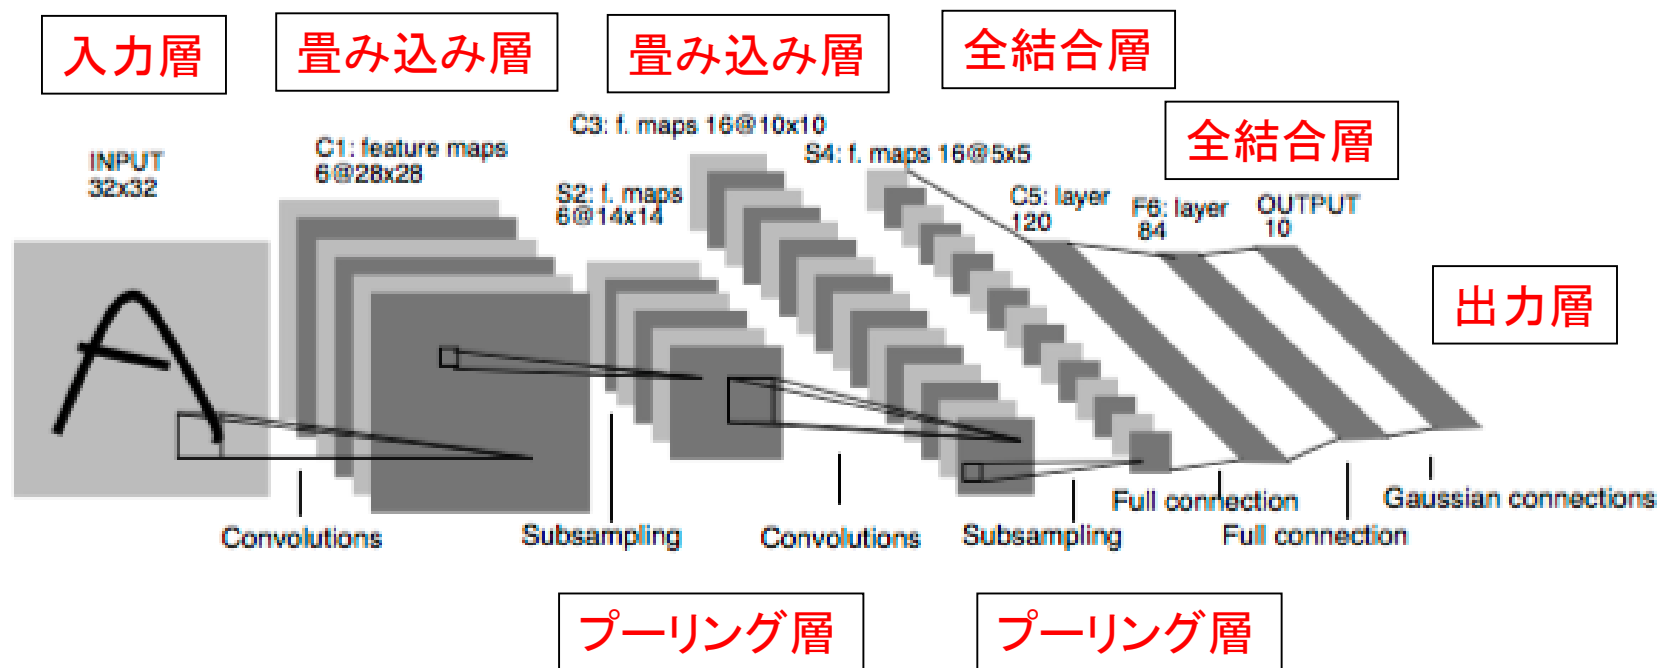 入力層
畳み込み層
畳み込み層
全結合層
全結合層
出力層
INPUT
32x32
C1: feature maps
6@28x28
S2: f. maps
6@14x14
C3: f. maps 16@10x10
S4: f. maps 16@5x5
C5: layer
120
F6: layer
84
OUTPUT
10
Convolutions
Subsampling
Convolutions
Subsampling
Full connection
Full connection
Gaussian connections
プーリング層
プーリング層